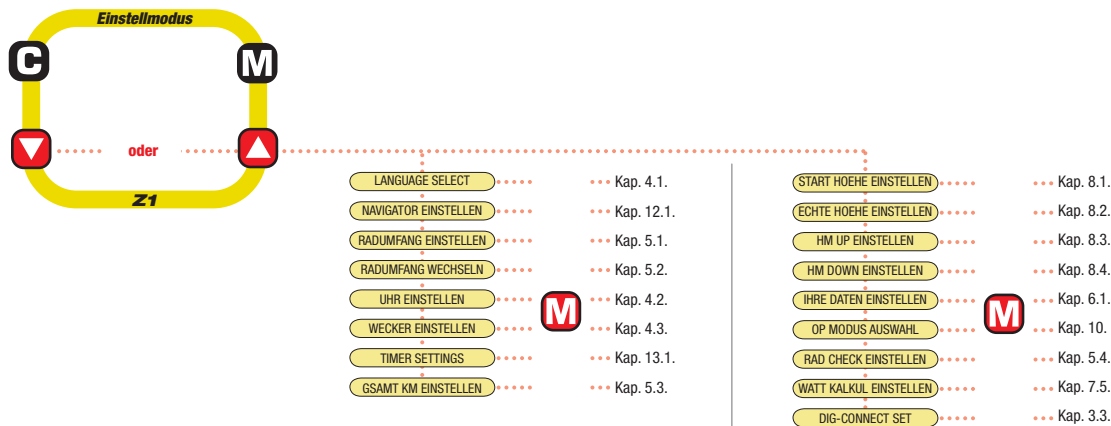 Einstellmodus
C
M
oder
Z1
LANGUAGE SELECT Kap. 4.1.
NAVIGATOR EINSTELLEN Kap. 12.1.
RADUMFANG EINSTELLEN Kap. 5.1.
RADUMFANG WECHSELN Kap. 5.2.
UHR EINSTELLEN Kap. 4.2.
WECKER EINSTELLEN Kap. 4.3.
TIMER SETTINGS Kap. 13.1.
GSAMT KM EINSTELLEN Kap. 5.3.
M
START HOEHE EINSTELLEN Kap. 8.1.
ECHTE HOEHE EINSTELLEN Kap. 8.2.
HM UP EINSTELLEN Kap. 8.3.
HM DOWN EINSTELLEN Kap. 8.4.
IHRE DATEN EINSTELLEN Kap. 6.1.
OP MODUS AUSWAHL Kap. 10.
RAD CHECK EINSTELLEN Kap. 5.4.
WATT KALKUL EINSTELLEN Kap. 7.5.
DIG-CONNECT SET Kap. 3.3.
M